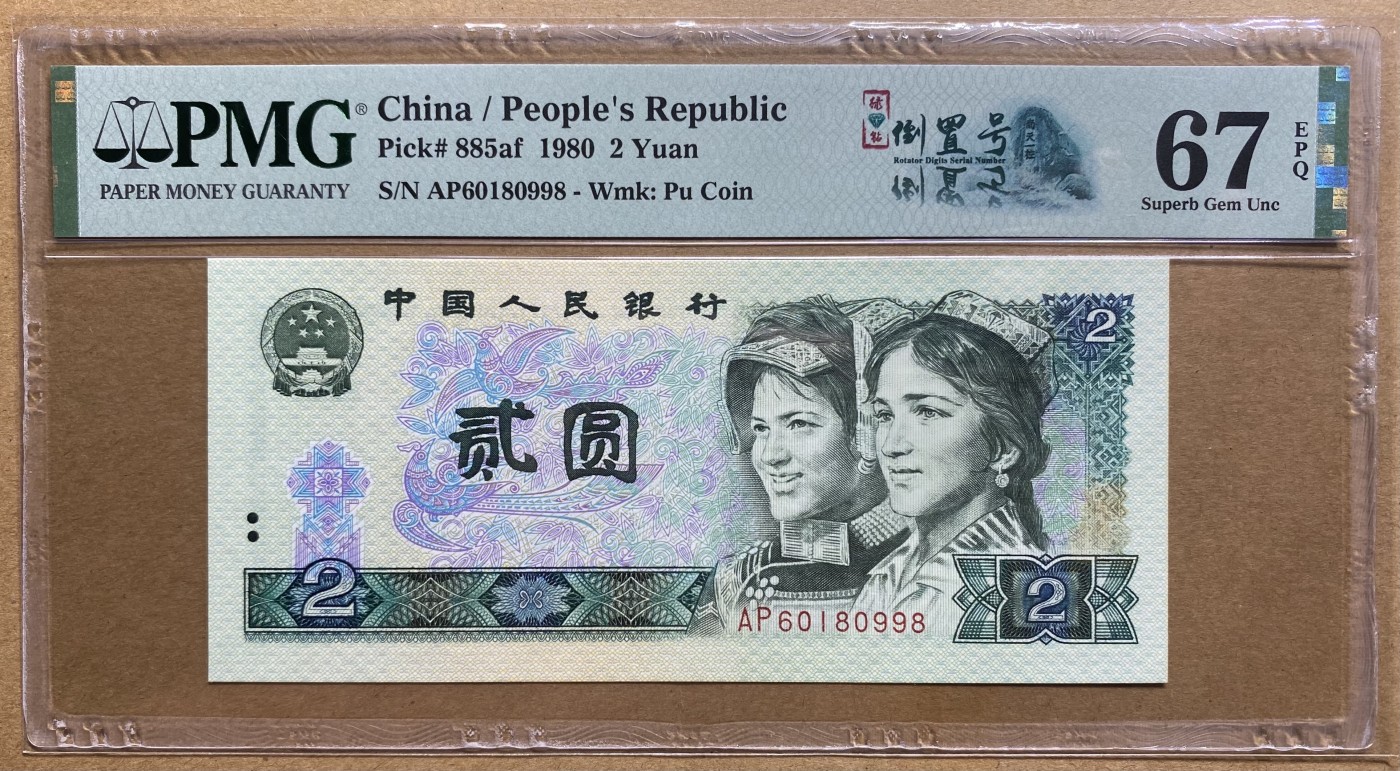 PMG®
PAPER MONEY GUARANTY
China / People's Republic
Pick# 885af 1980 2 Yuan
S/N AP60180998 - Wmk: Pu Coin
绿钻
倒置号
Rotator Digits Serial Number
67
EPQ
Superb Gem Unc
中国人民银行
2
贰圆
2
AP60180998
2